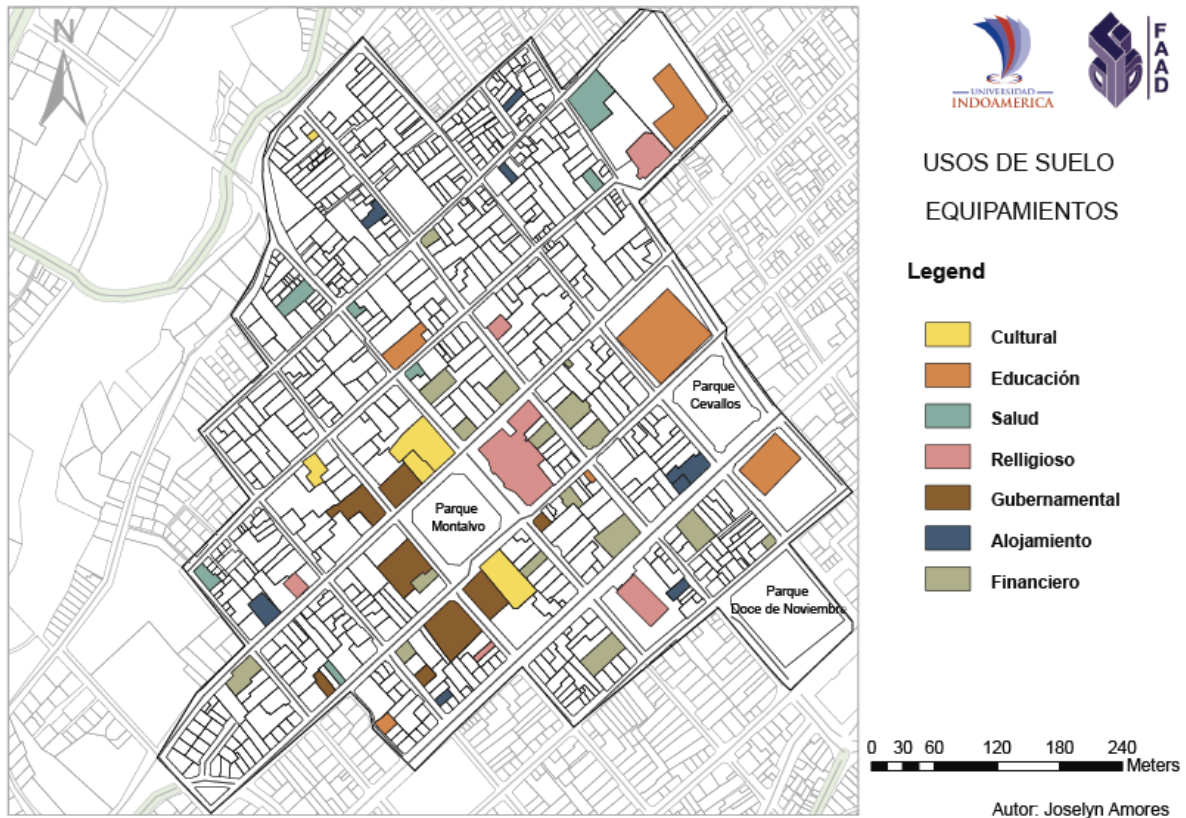 N
Parque
Cevallos
Parque
Montalvo
Parque
Doce de Noviembre
UNIVERSIDAD
INDOAMERICA
FAAD
USOS DE SUELO
EQUIPAMIENTOS
Legend
Cultural
Educación
Salud
Relligioso
Gubernamental
Alojamiento
Financiero
0 30 60 120 180 240
Meters
Autor: Joselyn Amores